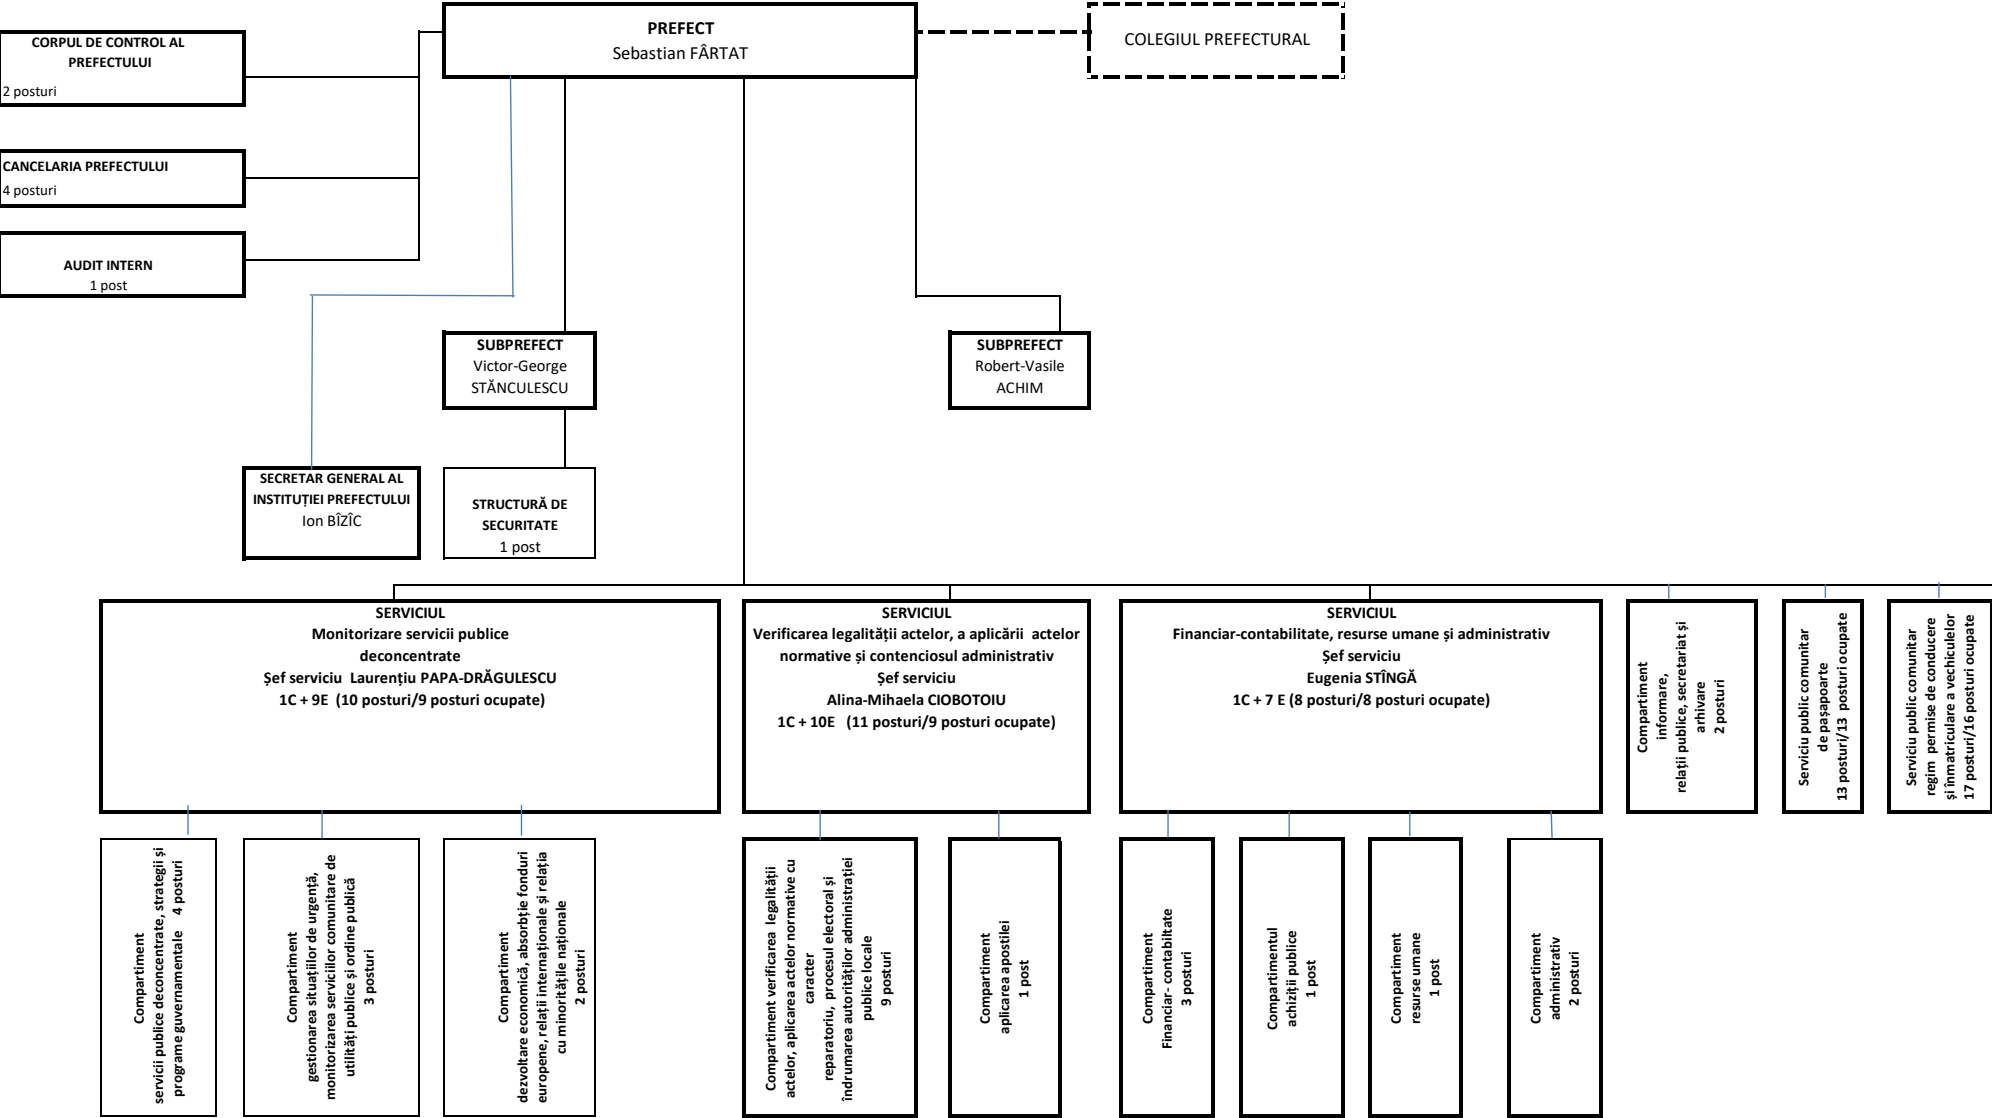 PREFECT
Sebastian FÂRTAT
COLEGIUL PREFECTURAL
CORPUL DE CONTROL AL
PREFECTULUI
2 posturi
CANCELARIA PREFECTULUI
4 posturi
AUDIT INTERN
1 post
SUBPREFECT
Victor-George
STĂNCULESCU
SUBPREFECT
Robert-Vasile
ACHIM
SECRETAR GENERAL AL
INSTITUȚIEI PREFECTULUI
Ion BÎZÎC
STRUCTURĂ DE
SECURITATE
1 post
SERVICIUL
Monitorizare servicii publice
deconcentrate
Șef serviciu Laurențiu PAPA-DRĂGULESCU
1C + 9E (10 posturi/9 posturi ocupate)
SERVICIUL
Verificarea legalității actelor, a aplicării actelor
normative și contenciosul administrativ
Șef serviciu
Alina-Mihaela CIOBOTOIU
1C + 10E (11 posturi/9 posturi ocupate)
SERVICIUL
Financiar-contabilitate, resurse umane și administrativ
Șef serviciu
Eugenia STÎNGĂ
1C + 7 E (8 posturi/8 posturi ocupate)
Compartiment
informare,
relații publice, secretariat și
arhivare
2 posturi
Serviciu public comunitar
de pașapoarte
13 posturi/13 posturi ocupate
Serviciu public comunitar
regim permise de conducere
și înmatriculare a vechiculelor
17 posturi/16 posturi ocupate
Compartiment
servicii publice deconcentrate, strategii și
programe guvernamentale 4 posturi
Compartiment
gestionarea situațiilor de urgență,
monitorizarea serviciilor comunitare de
utilități publice și ordine publică
3 posturi
Compartiment
dezvoltare economică, absorbție fonduri
europene, relații internaționale și relația
cu minoritățile naționale
2 posturi
Compartiment verificarea legalității
actelor, aplicarea actelor normative cu
caracter
reparatoriu, procesul electoral și
îndrumarea autorităților administrației
publice locale
9 posturi
Compartiment
aplicarea apostilei
1 post
Compartiment
Financiar- contabiltate
3 posturi
Compartimentul
achiziții publice
1 post
Compartiment
resurse umane
1 post
Compartiment
administrativ
2 posturi